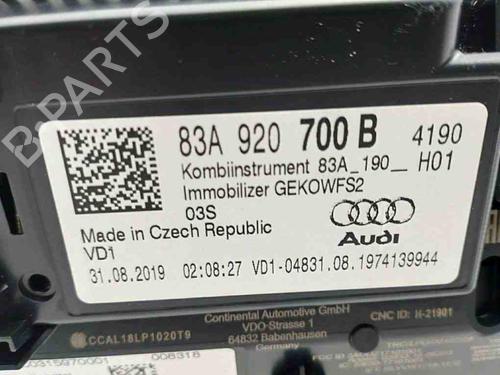 B-PARTS
83A 920 700 B 4190
Kombiinstrument 83A_190__ H01
Immobilizer GEKOWFS2
03S
Made in Czech Republic
VD1
Audi
31.08.2019 02:08:27 VD1-04831.08.1974139944
Continental Automotive GmbH
VDO-Strasse 1
64832 Babenhausen
CNC ID: H-21901
CCAL18LP1020T9
008318